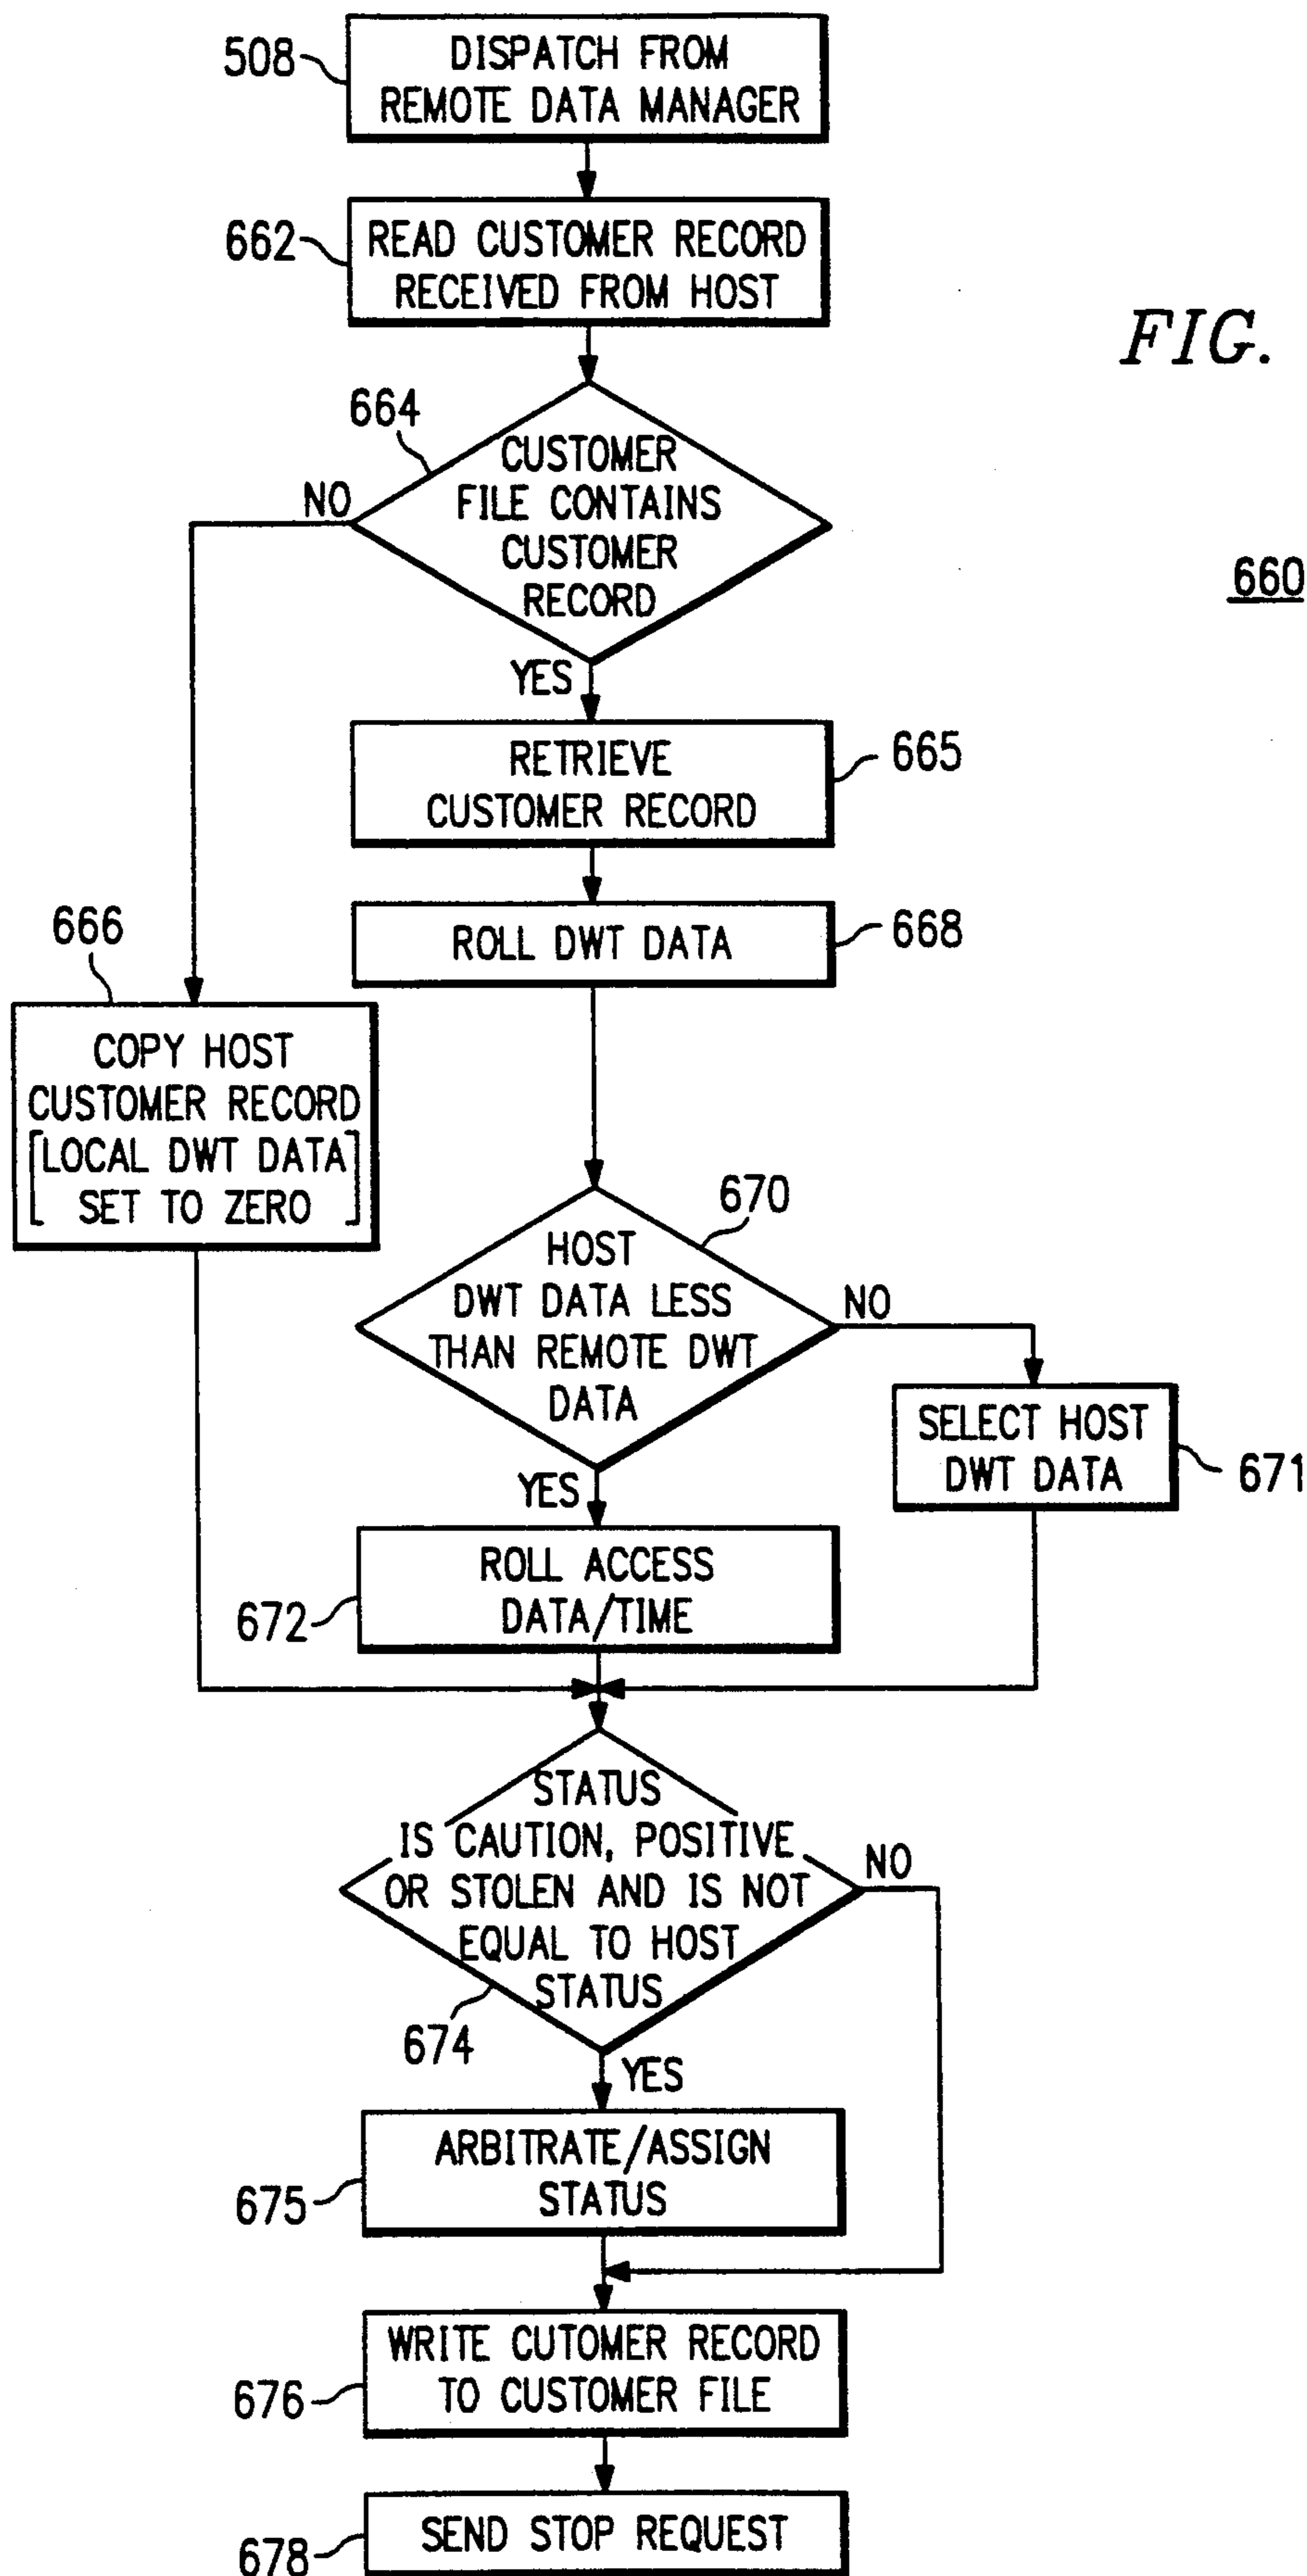 508
DISPATCH FROM
REMOTE DATA MANAGER
662
READ CUSTOMER RECORD
RECEIVED FROM HOST
FIG.
660
664
CUSTOMER
FILE CONTAINS
CUSTOMER
RECORD
NO
YES
RETRIEVE
CUSTOMER RECORD
665
ROLL DWT DATA
668
666
COPY HOST
CUSTOMER RECORD
[LOCAL DWT DATA
SET TO ZERO]
670
HOST
DWT DATA LESS
THAN REMOTE DWT
DATA
NO
YES
SELECT HOST
DWT DATA
671
672
ROLL ACCESS
DATA/TIME
STATUS
IS CAUTION, POSITIVE
OR STOLEN AND IS NOT
EQUAL TO HOST
STATUS
NO
674
YES
675
ARBITRATE/ASSIGN
STATUS
676
WRITE CUTOMER RECORD
TO CUSTOMER FILE
678
SEND STOP REQUEST